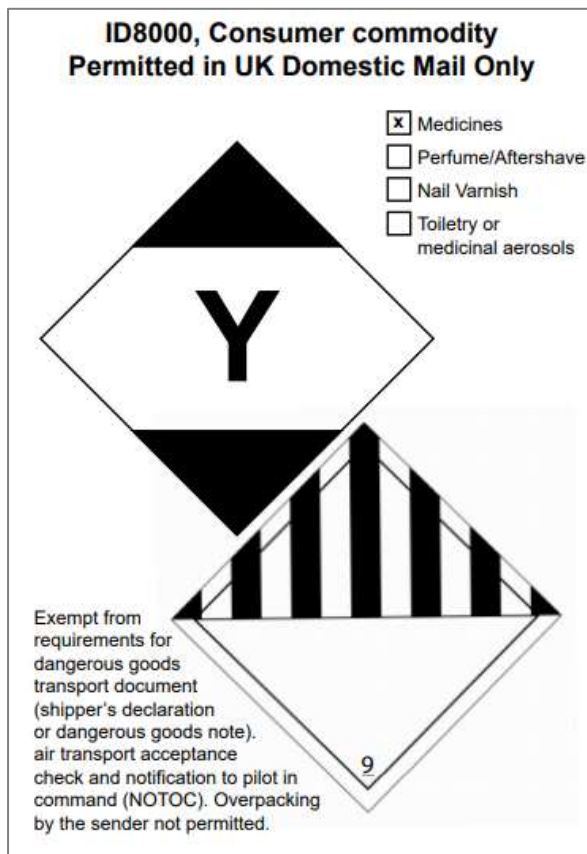 ID8000, Consumer commodity
Permitted in UK Domestic Mail Only
x Medicines
Perfume/Aftershave
Nail Varnish
Toiletry or
medicinal aerosols
Y
Exempt from
requirements for
dangerous goods
transport document
(shipper's declaration
or dangerous goods note).
air transport acceptance
check and notification to pilot in
command (NOTOC). Overpacking
by the sender not permitted.
9